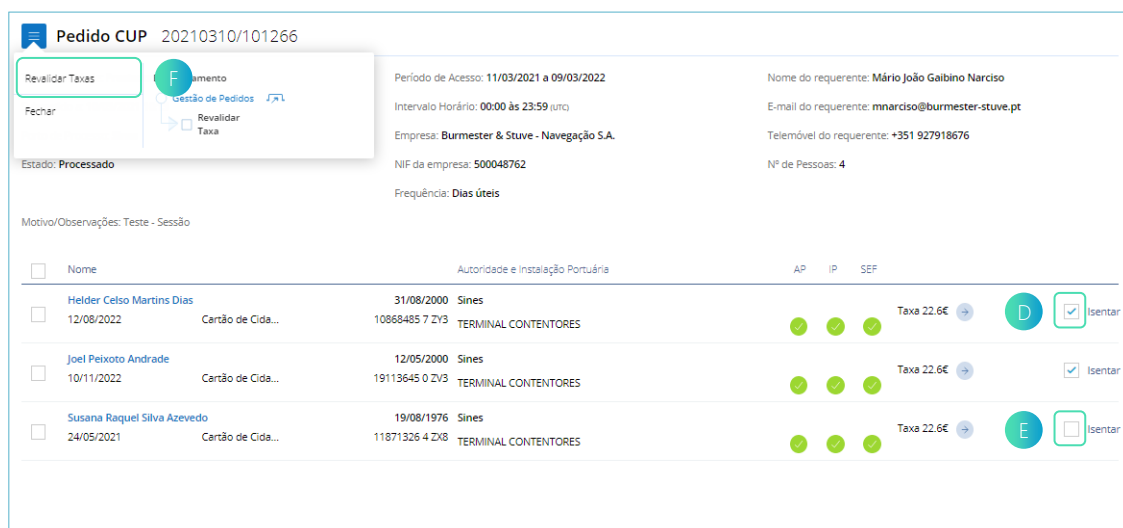 Pedido CUP 20210310/101266
Revalidar Taxas
F
amento
Gestão de Pedidos
Revalidar
Taxa
Fechar
Estado: Processado
Período de Acesso: 11/03/2021 a 09/03/2022
Intervalo Horário: 00:00 às 23:59 (UTC)
Empresa: Burmester & Stuve - Navegação S.A.
NIF da empresa: 500048762
Frequência: Dias úteis
Nome do requerente: Mário João Gaibino Narciso
E-mail do requerente: mnarciso@burmester-stuve.pt
Telemóvel do requerente: +351 927918676
Nº de Pessoas: 4
Motivo/Observações: Teste - Sessão
Nome Autoridade e Instalação Portuária AP IP SEF
Helder Celso Martins Dias 31/08/2000 Sines
12/08/2022 Cartão de Cida... 10868485 7 ZY3 TERMINAL CONTENTORES
Taxa 22.6€ D Isentar
Joel Peixoto Andrade 12/05/2000 Sines
10/11/2022 Cartão de Cida... 19113645 0 ZV3 TERMINAL CONTENTORES
Taxa 22.6€ Isentar
Susana Raquel Silva Azevedo 19/08/1976 Sines
24/05/2021 Cartão de Cida... 11871326 4 ZX8 TERMINAL CONTENTORES
Taxa 22.6€ E Isentar